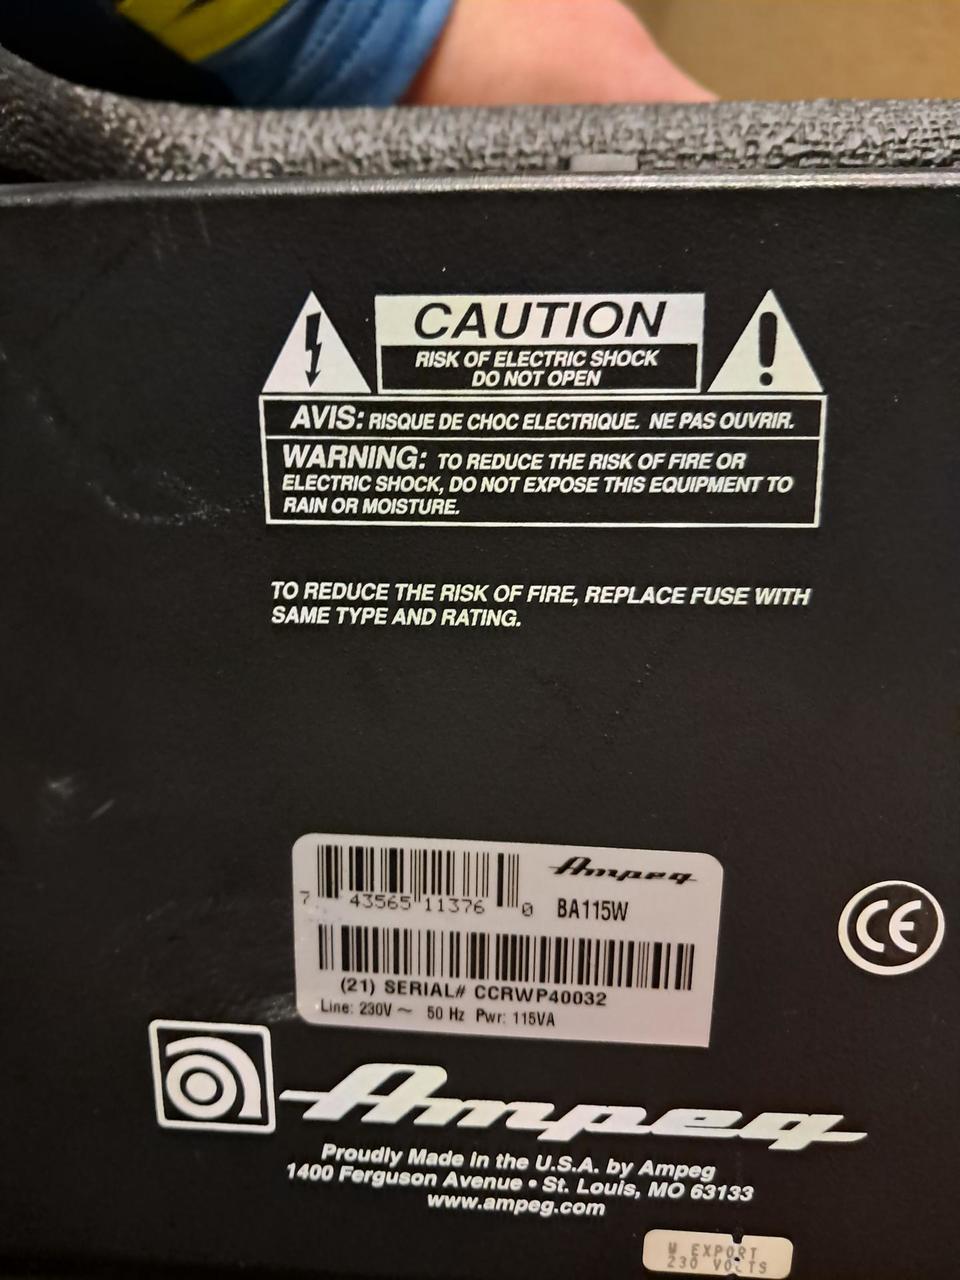 CAUTION
RISK OF ELECTRIC SHOCK
DO NOT OPEN
AVIS: RISQUE DE CHOC ELECTRIQUE. NE PAS OUVRIR.
WARNING: TO REDUCE THE RISK OF FIRE OR
ELECTRIC SHOCK, DO NOT EXPOSE THIS EQUIPMENT TO
RAIN OR MOISTURE.
TO REDUCE THE RISK OF FIRE, REPLACE FUSE WITH
SAME TYPE AND RATING.
Ampeg
7 43565 11376 0 BA115W
(21) SERIAL# CCRWP40032
Line: 230V ~ 50 Hz Pwr: 115VA
CE
Ampeg
Proudly Made in the U.S.A. by Ampeg
1400 Ferguson Avenue • St. Louis, MO 63133
www.ampeg.com
W EXPORT
230 VOLTS